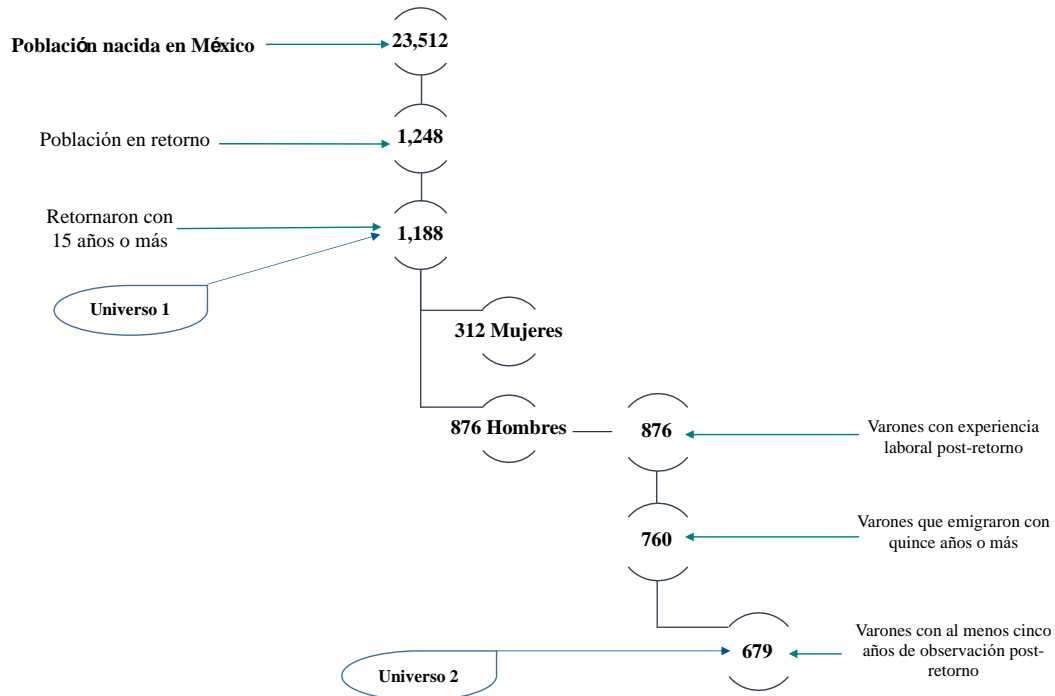 Población nacida en México
23,512
Población en retorno
1,248
Retornaron con
15 años o más
1,188
Universo 1
312 Mujeres
876 Hombres
876
Varones con experiencia
laboral post-retorno
760
Varones que emigraron con
quince años o más
679
Varones con al menos cinco
años de observación post-
retorno
Universo 2